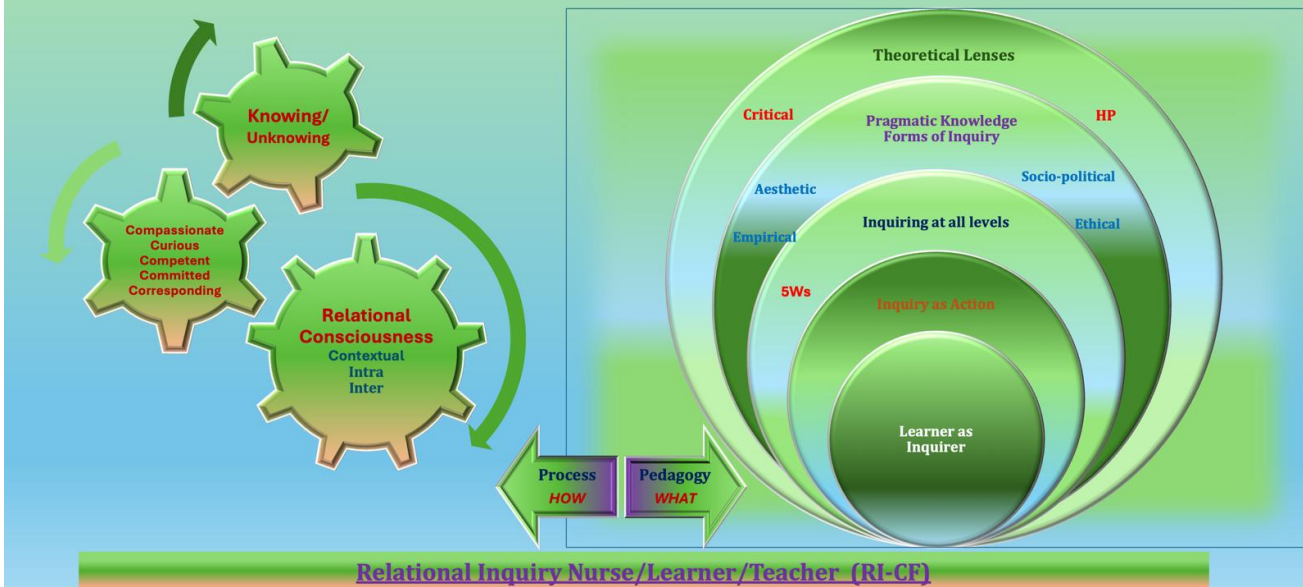 Knowing/
Unknowing
Compassionate
Curious
Competent
Committed
Corresponding
Relational
Consciousness
Contextual
Intra
Inter
Process
HOW
Pedagogy
WHAT
Theoretical Lenses
Critical
HP
Pragmatic Knowledge
Forms of Inquiry
Aesthetic
Socio-political
Empirical
Ethical
Inquiring at all levels
5Ws
Inquiry as Action
Learner as
Inquirer
Relational Inquiry Nurse/Learner/Teacher (RI-CF)